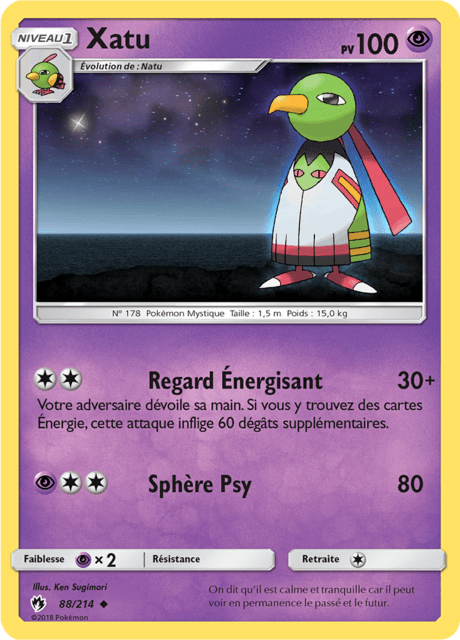 NIVEAU 1
Xatu
PV 100
Évolution de : Natu
N° 178 Pokémon Mystique Taille : 1,5 m Poids : 15,0 kg
Regard Énergisant 30+
Votre adversaire dévoile sa main. Si vous y trouvez des cartes
Énergie, cette attaque inflige 60 dégâts supplémentaires.
Sphère Psy 80
Faiblesse × 2 Résistance Retraite
Illus. Ken Sugimori
88/214
©2018 Pokémon
On dit qu'il est calme et tranquille car il peut
voir en permanence le passé et le futur.